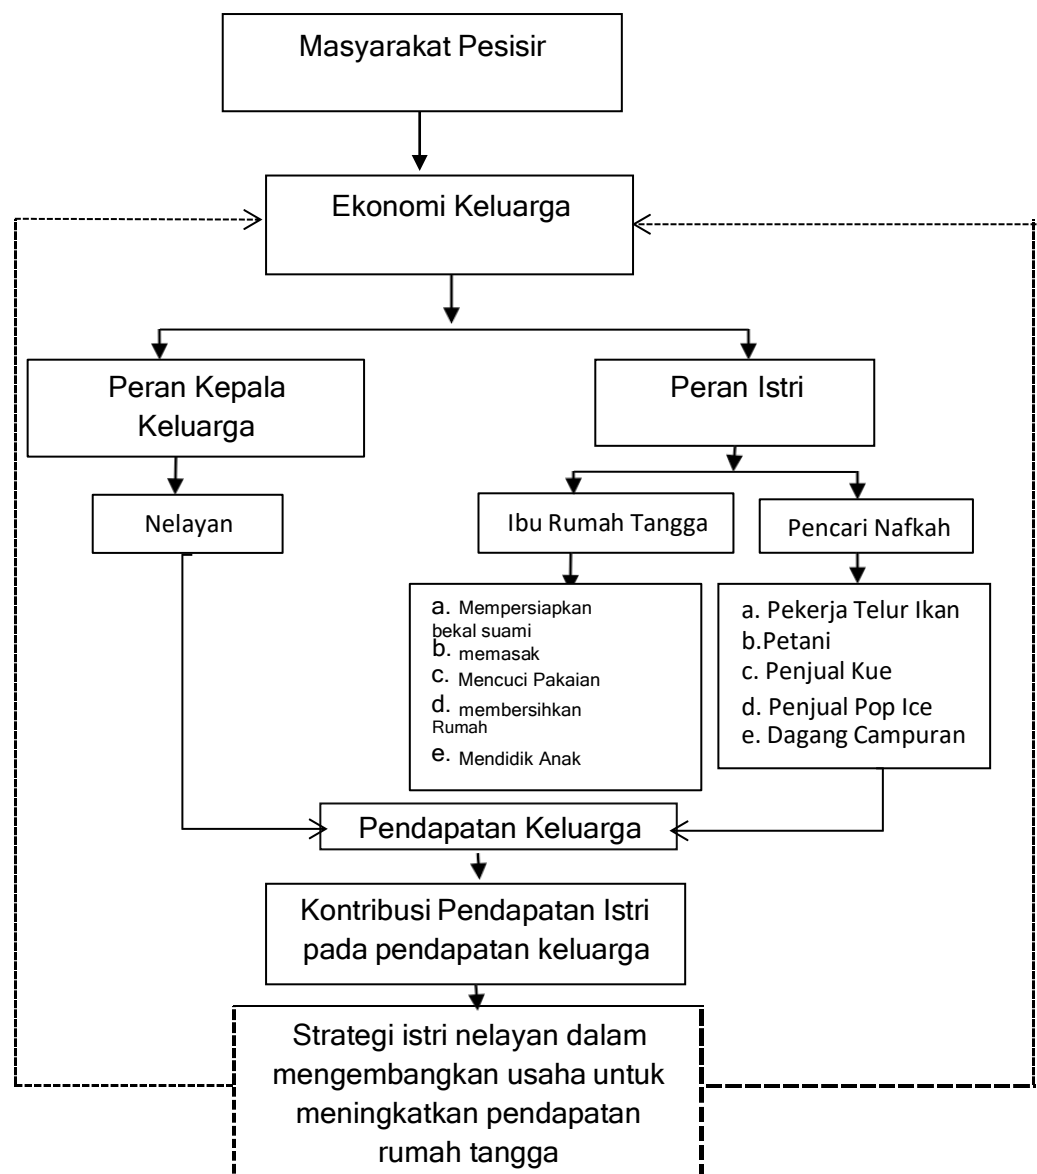 Masyarakat Pesisir
Ekonomi Keluarga
Peran Kepala
Keluarga
Peran Istri
Nelayan
Ibu Rumah Tangga
Pencari Nafkah
a. Mempersiapkan
bekal suami
b. memasak
c. Mencuci Pakaian
d. membersihkan
Rumah
e. Mendidik Anak
a. Pekerja Telur Ikan
b.Petani
c. Penjual Kue
d. Penjual Pop Ice
e. Dagang Campuran
Pendapatan Keluarga
Kontribusi Pendapatan Istri
pada pendapatan keluarga
Strategi istri nelayan dalam
mengembangkan usaha untuk
meningkatkan pendapatan
rumah tangga